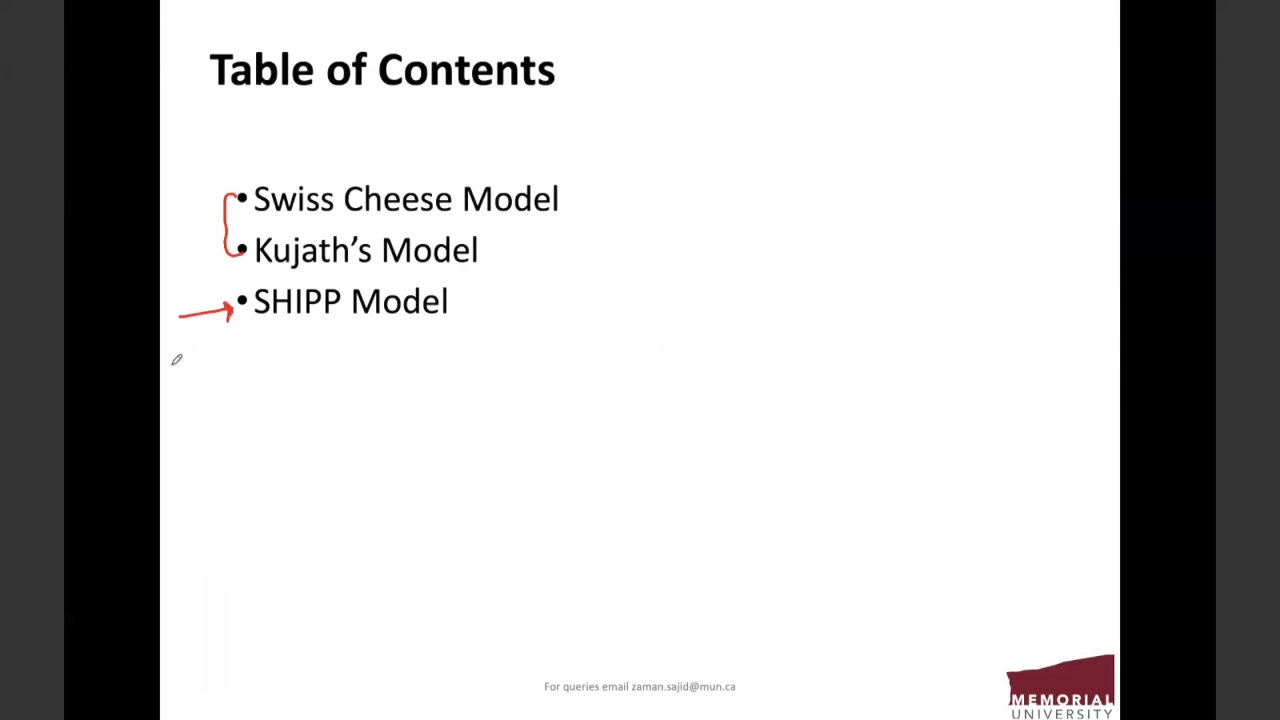 Table of Contents
• Swiss Cheese Model
• Kujath’s Model
• SHIPP Model
For queries email zaman.sajid@mun.ca
MEMORIAL
UNIVERSITY